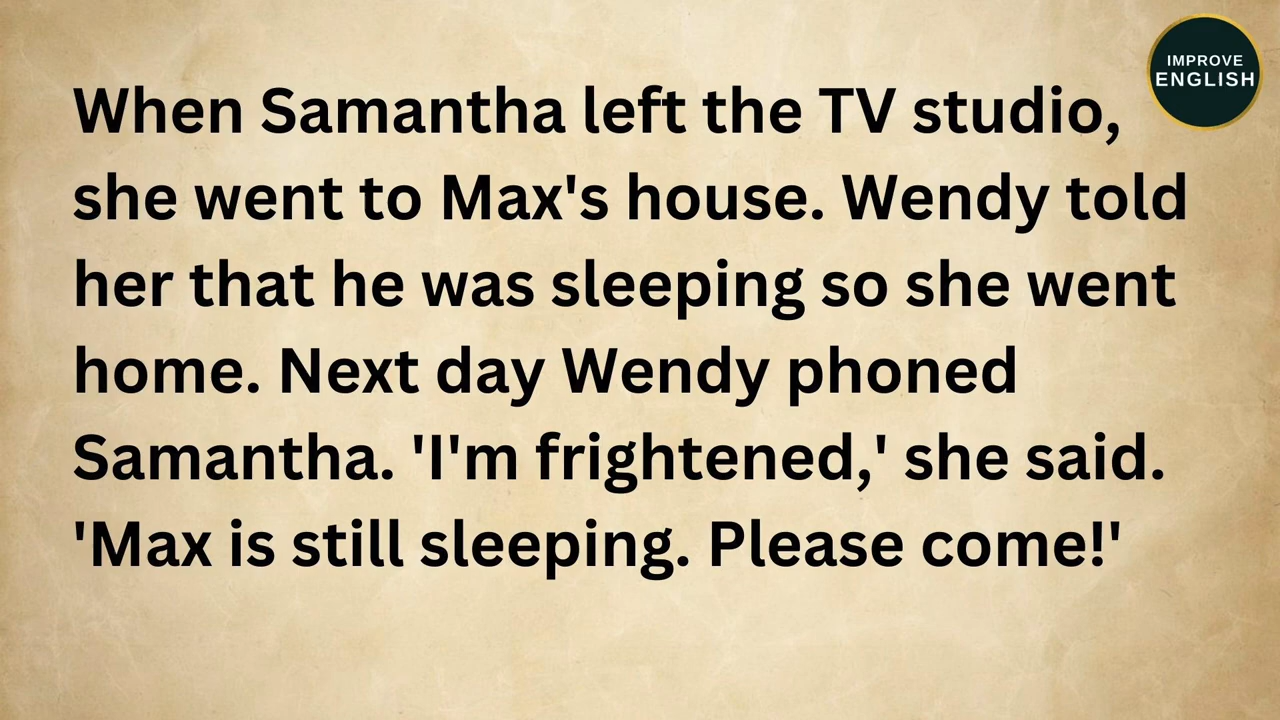 IMPROVE
ENGLISH
When Samantha left the TV studio,
she went to Max's house. Wendy told
her that he was sleeping so she went
home. Next day Wendy phoned
Samantha. 'I'm frightened,' she said.
'Max is still sleeping. Please come!'